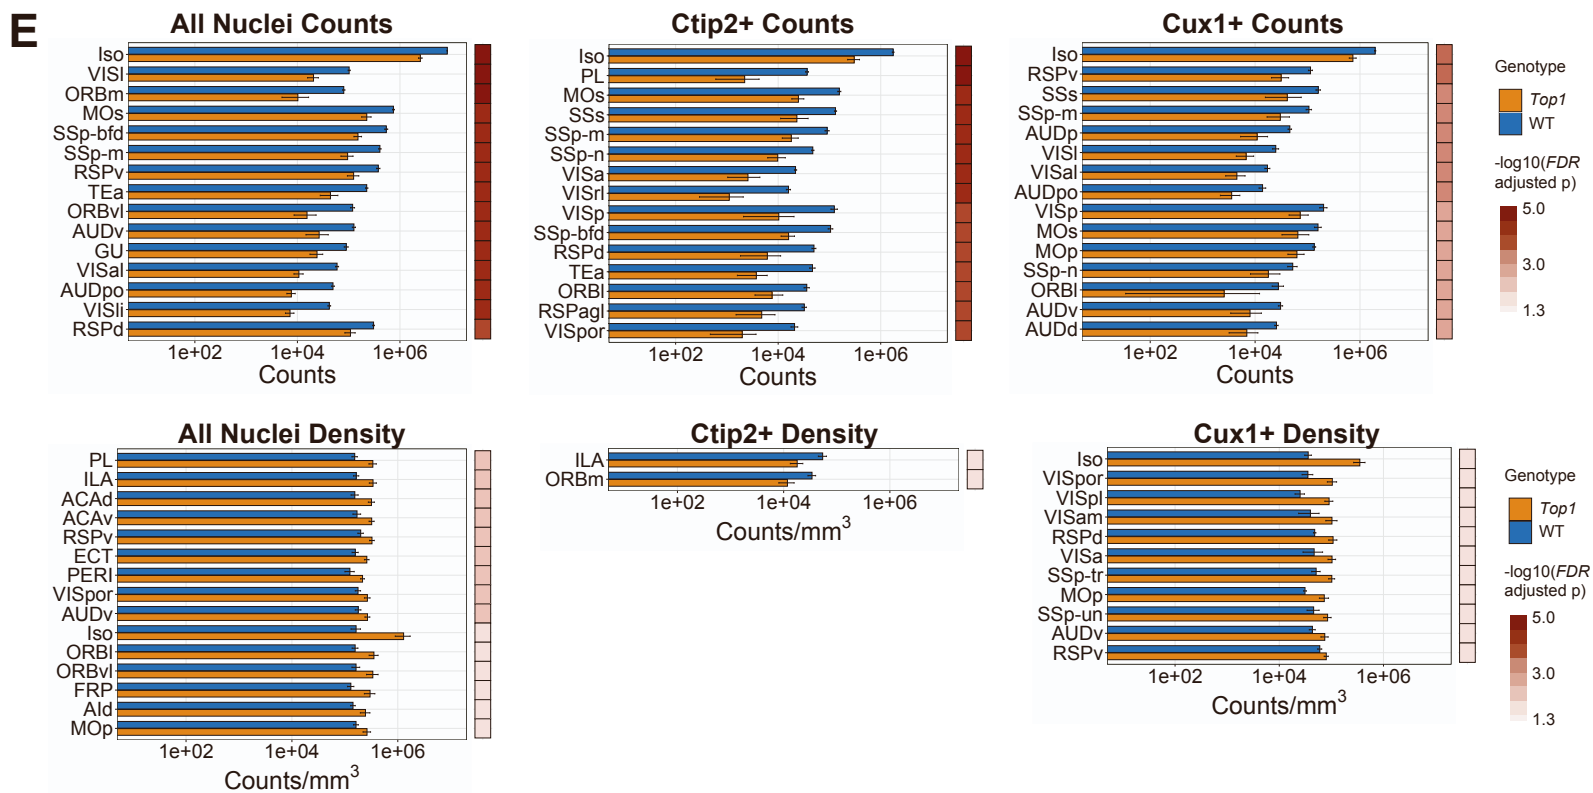 E
All Nuclei Counts
Iso
VISl
ORBm
MOs
SSp-bfd
SSp-m
RSPv
TEa
ORBvl
AUDv
GU
VISal
AUDpo
VISli
RSPd
1e+02 1e+04 1e+06
Counts
Ctip2+ Counts
Iso
PL
MOs
SSs
SSp-m
SSp-n
VISa
VISrl
VISp
SSp-bfd
RSPd
TEa
ORBl
RSPagl
VISpor
1e+02 1e+04 1e+06
Counts
Cux1+ Counts
Iso
RSPv
SSs
SSp-m
AUDp
VISl
VISal
AUDpo
VISp
MOs
MOp
SSp-n
ORBl
AUDv
AUDd
1e+02 1e+04 1e+06
Counts
Genotype
Top1
WT
-log10(FDR
adjusted p)
5.0
3.0
1.3
All Nuclei Density
PL
ILA
ACAd
ACAv
RSPv
ECT
PERI
VISpor
AUDv
Iso
ORBl
ORBvl
FRP
AId
MOp
1e+02 1e+04 1e+06
Counts/mm³
Ctip2+ Density
ILA
ORBm
1e+02 1e+04 1e+06
Counts/mm³
Cux1+ Density
Iso
VISpor
VISpl
VISam
RSPd
VISa
SSp-tr
MOp
SSp-un
AUDv
RSPv
1e+02 1e+04 1e+06
Counts/mm³
Genotype
Top1
WT
-log10(FDR
adjusted p)
5.0
3.0
1.3